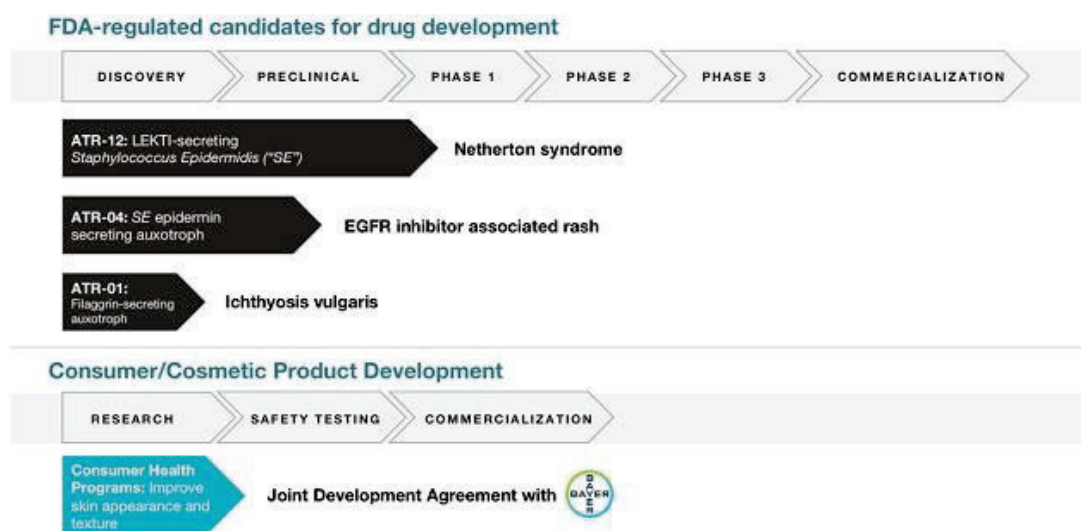 FDA-regulated candidates for drug development
DISCOVERY PRECLINICAL PHASE 1 PHASE 2 PHASE 3 COMMERCIALIZATION
ATR-12: LEKTI-secreting
Staphylococcus Epidermidis ("SE")
Netherton syndrome
ATR-04: SE epidermin
secreting auxotroph
EGFR inhibitor associated rash
ATR-01:
Filaggrin-secreting
auxotroph
Ichthyosis vulgaris
Consumer/Cosmetic Product Development
RESEARCH SAFETY TESTING COMMERCIALIZATION
Consumer Health
Programs: Improve
skin appearance and
texture
Joint Development Agreement with
BAYER
BAYER